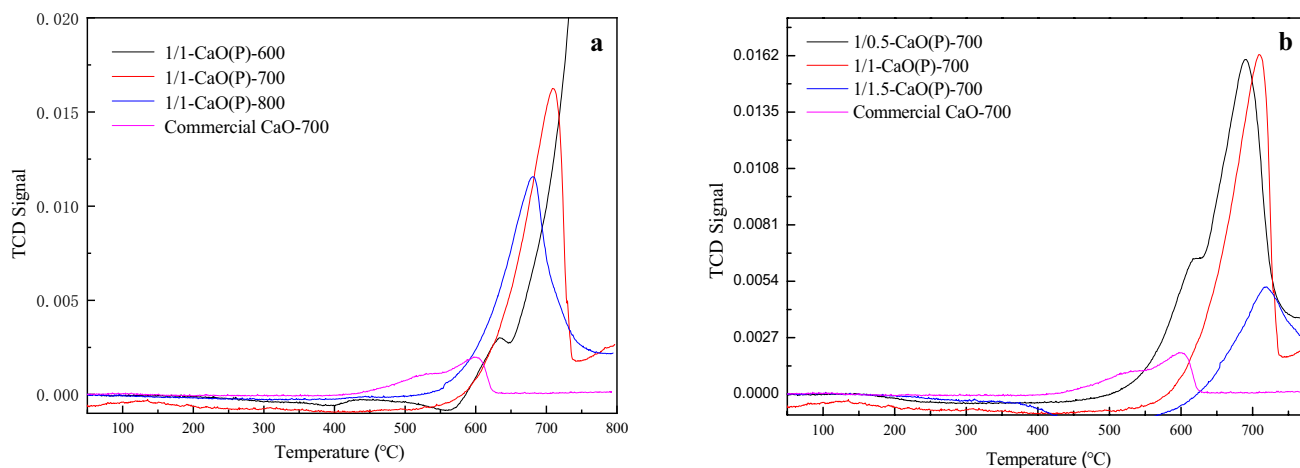 a
1/1-CaO(P)-600
1/1-CaO(P)-700
1/1-CaO(P)-800
Commercial CaO-700
0.020
0.015
0.010
0.005
0.000
TCD Signal
100 200 300 400 500 600 700 800
Temperature (°C)
b
1/0.5-CaO(P)-700
1/1-CaO(P)-700
1/1.5-CaO(P)-700
Commercial CaO-700
0.0162
0.0135
0.0108
0.0081
0.0054
0.0027
0.0000
TCD Signal
100 200 300 400 500 600 700
Temperature (°C)